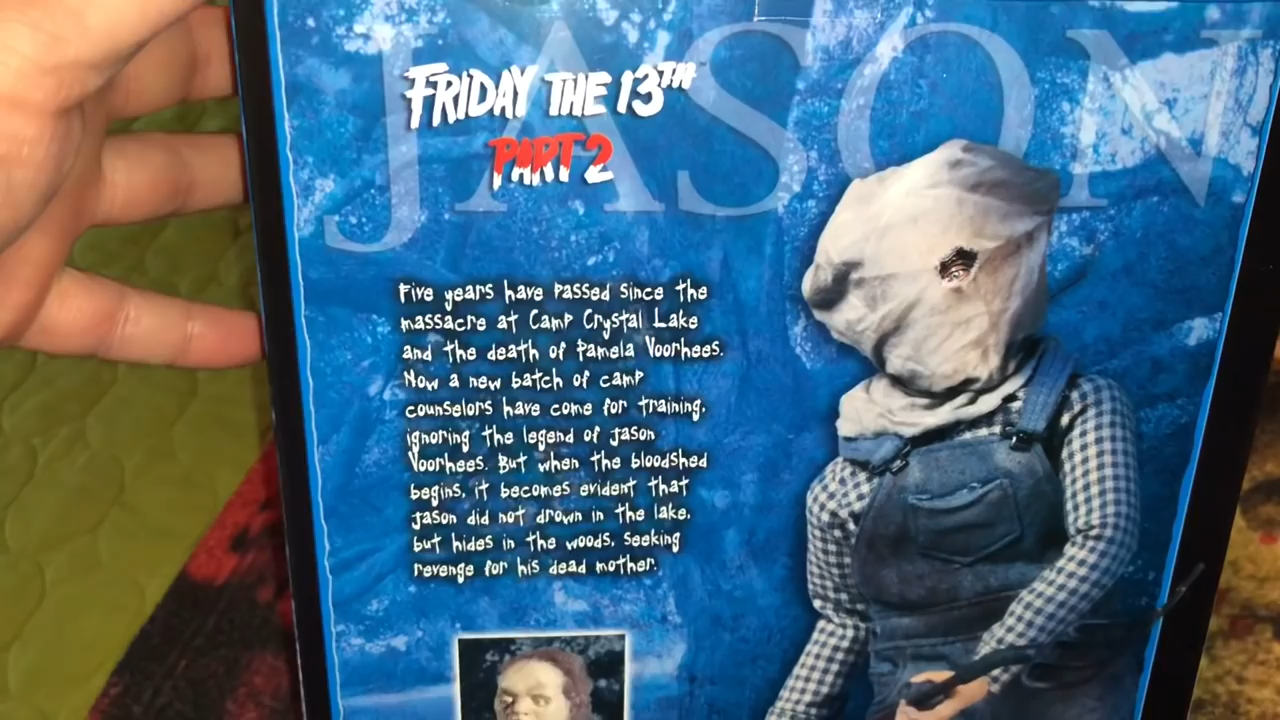 JASON
FRIDAY THE 13TH
PART 2
Five years have passed since the
massacre at Camp Crystal Lake
and the death of Pamela Voorhees.
Now a new batch of camp
counselors have come for training,
ignoring the legend of Jason
Voorhees. But when the bloodshed
begins, it becomes evident that
Jason did not drown in the lake,
but hides in the woods, seeking
revenge for his dead mother.